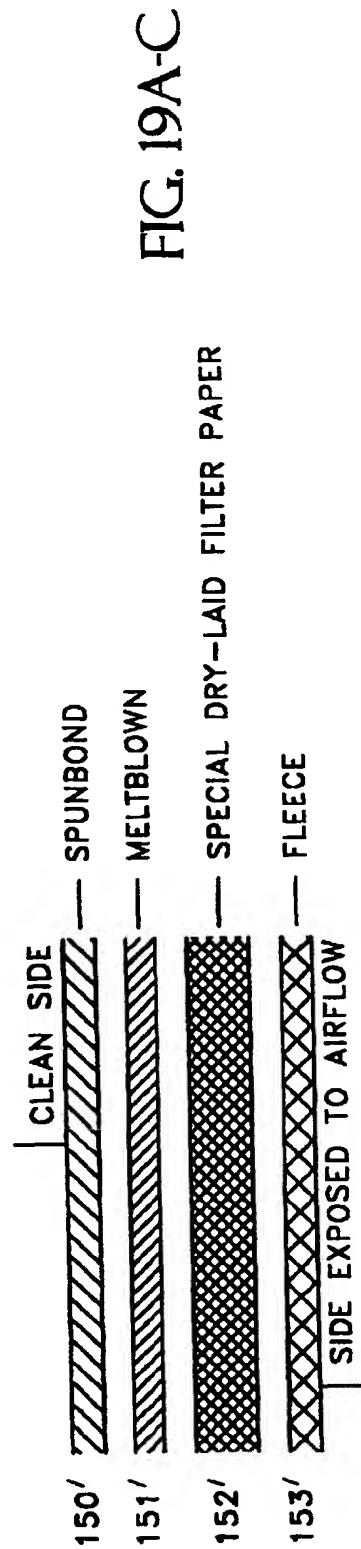 FIG. 19A-C
CLEAN SIDE
150' SPUNBOND
151' MELTBLOWN
152' SPECIAL DRY-LAID FILTER PAPER
153' FLEECE
SIDE EXPOSED TO AIRFLOW